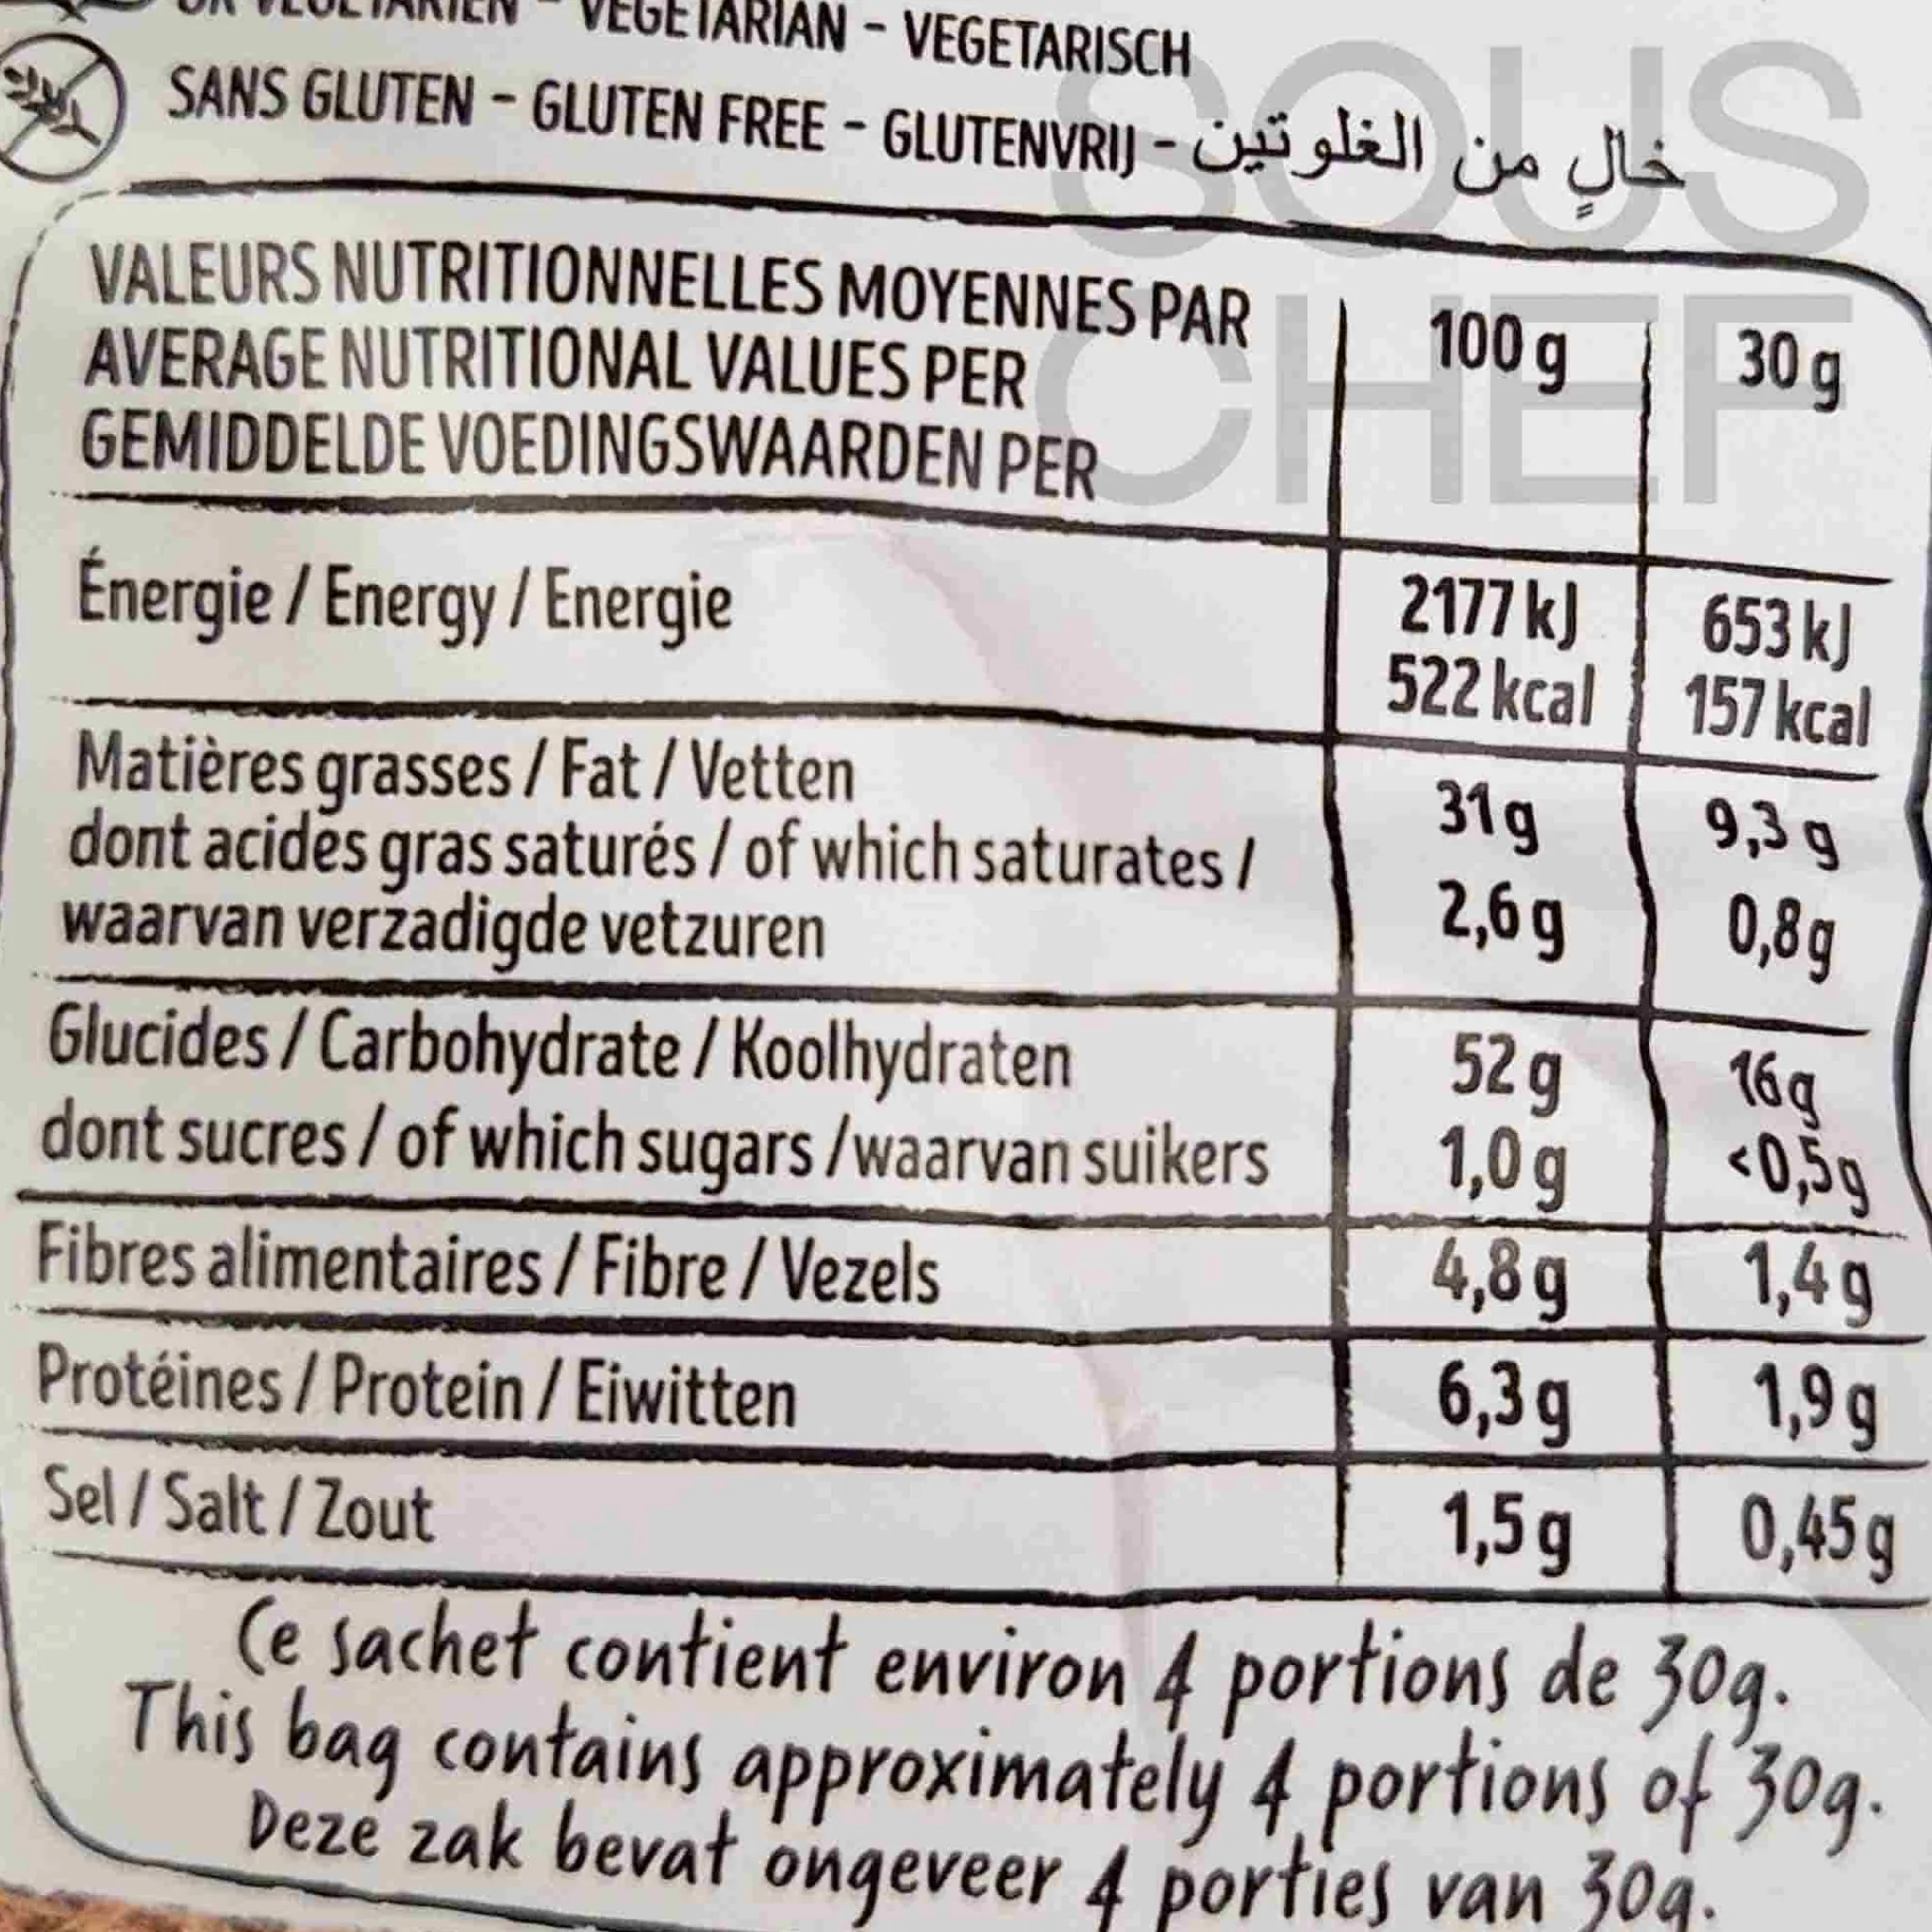 VEGETARIAN - VEGETARISCH
SANS GLUTEN - GLUTEN FREE - GLUTENVRIJ - خالٍ من الغلوتين
SOUS
CHEF
VALEURS NUTRITIONNELLES MOYENNES PAR
AVERAGE NUTRITIONAL VALUES PER
GEMIDDELDE VOEDINGSWAARDEN PER
100 g 30 g
Énergie / Energy / Energie 2177 kJ 653 kJ
522 kcal 157 kcal
Matières grasses / Fat / Vetten 31 g 9,3 g
dont acides gras saturés / of which saturates /
waarvan verzadigde vetzuren 2,6 g 0,8 g
Glucides / Carbohydrate / Koolhydraten 52 g 16 g
dont sucres / of which sugars /waarvan suikers 1,0 g <0,5g
Fibres alimentaires / Fibre / Vezels 4,8 g 1,4 g
Protéines / Protein / Eiwitten 6,3 g 1,9 g
Sel / Salt / Zout 1,5 g 0,45 g
Ce sachet contient environ 4 portions de 30g.
This bag contains approximately 4 portions of 30g.
Deze zak bevat ongeveer 4 porties van 30g.